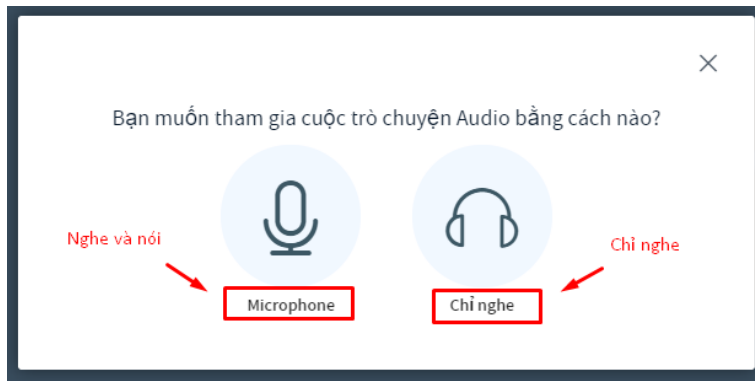 Bạn muốn tham gia cuộc trò chuyện Audio bằng cách nào?
Nghe và nói
Chỉ nghe
Microphone
Chỉ nghe